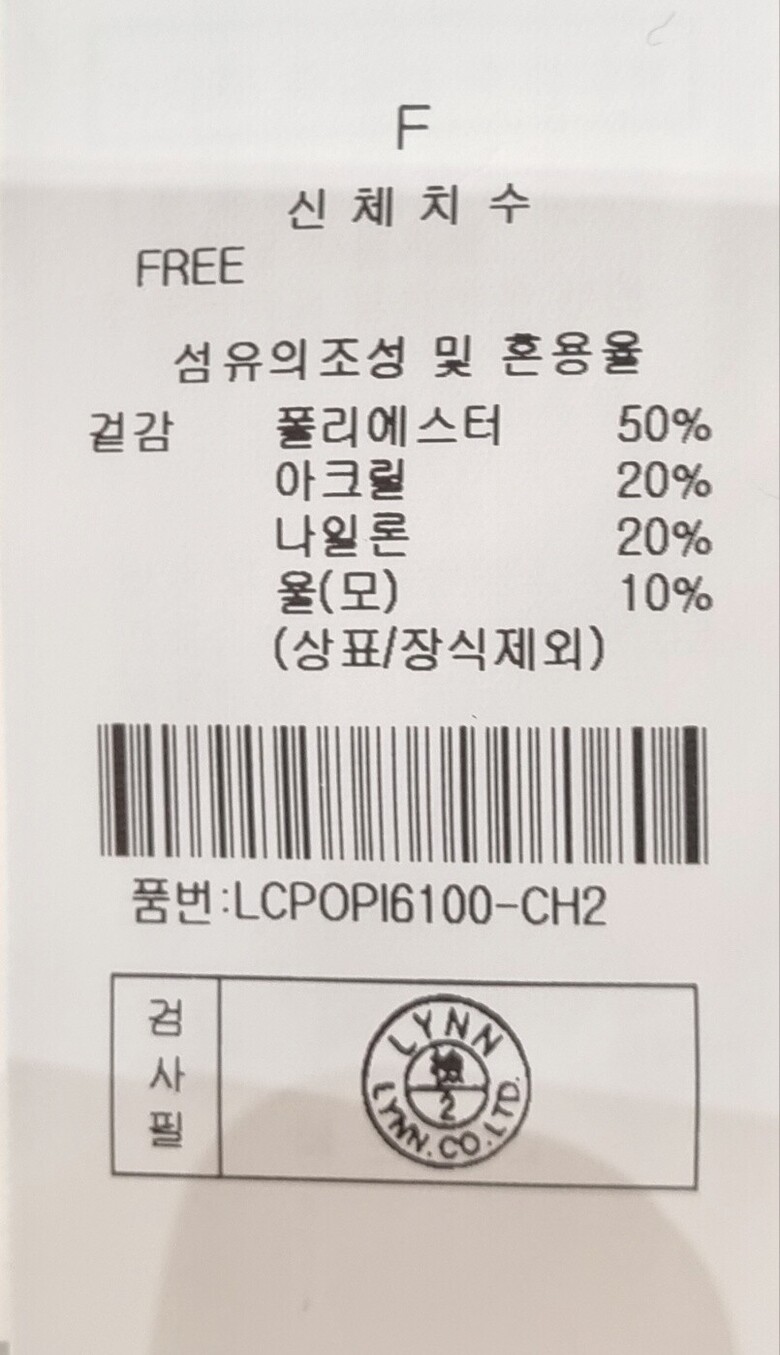 F
신체치수
FREE
섬유의조성 및 혼용율
겉감 폴리에스터 50%
아크릴 20%
나일론 20%
울(모) 10%
(상표/장식제외)
품번:LCPOPI6100-CH2
검사필
LYNN
2
LYNN.CO.LTD.